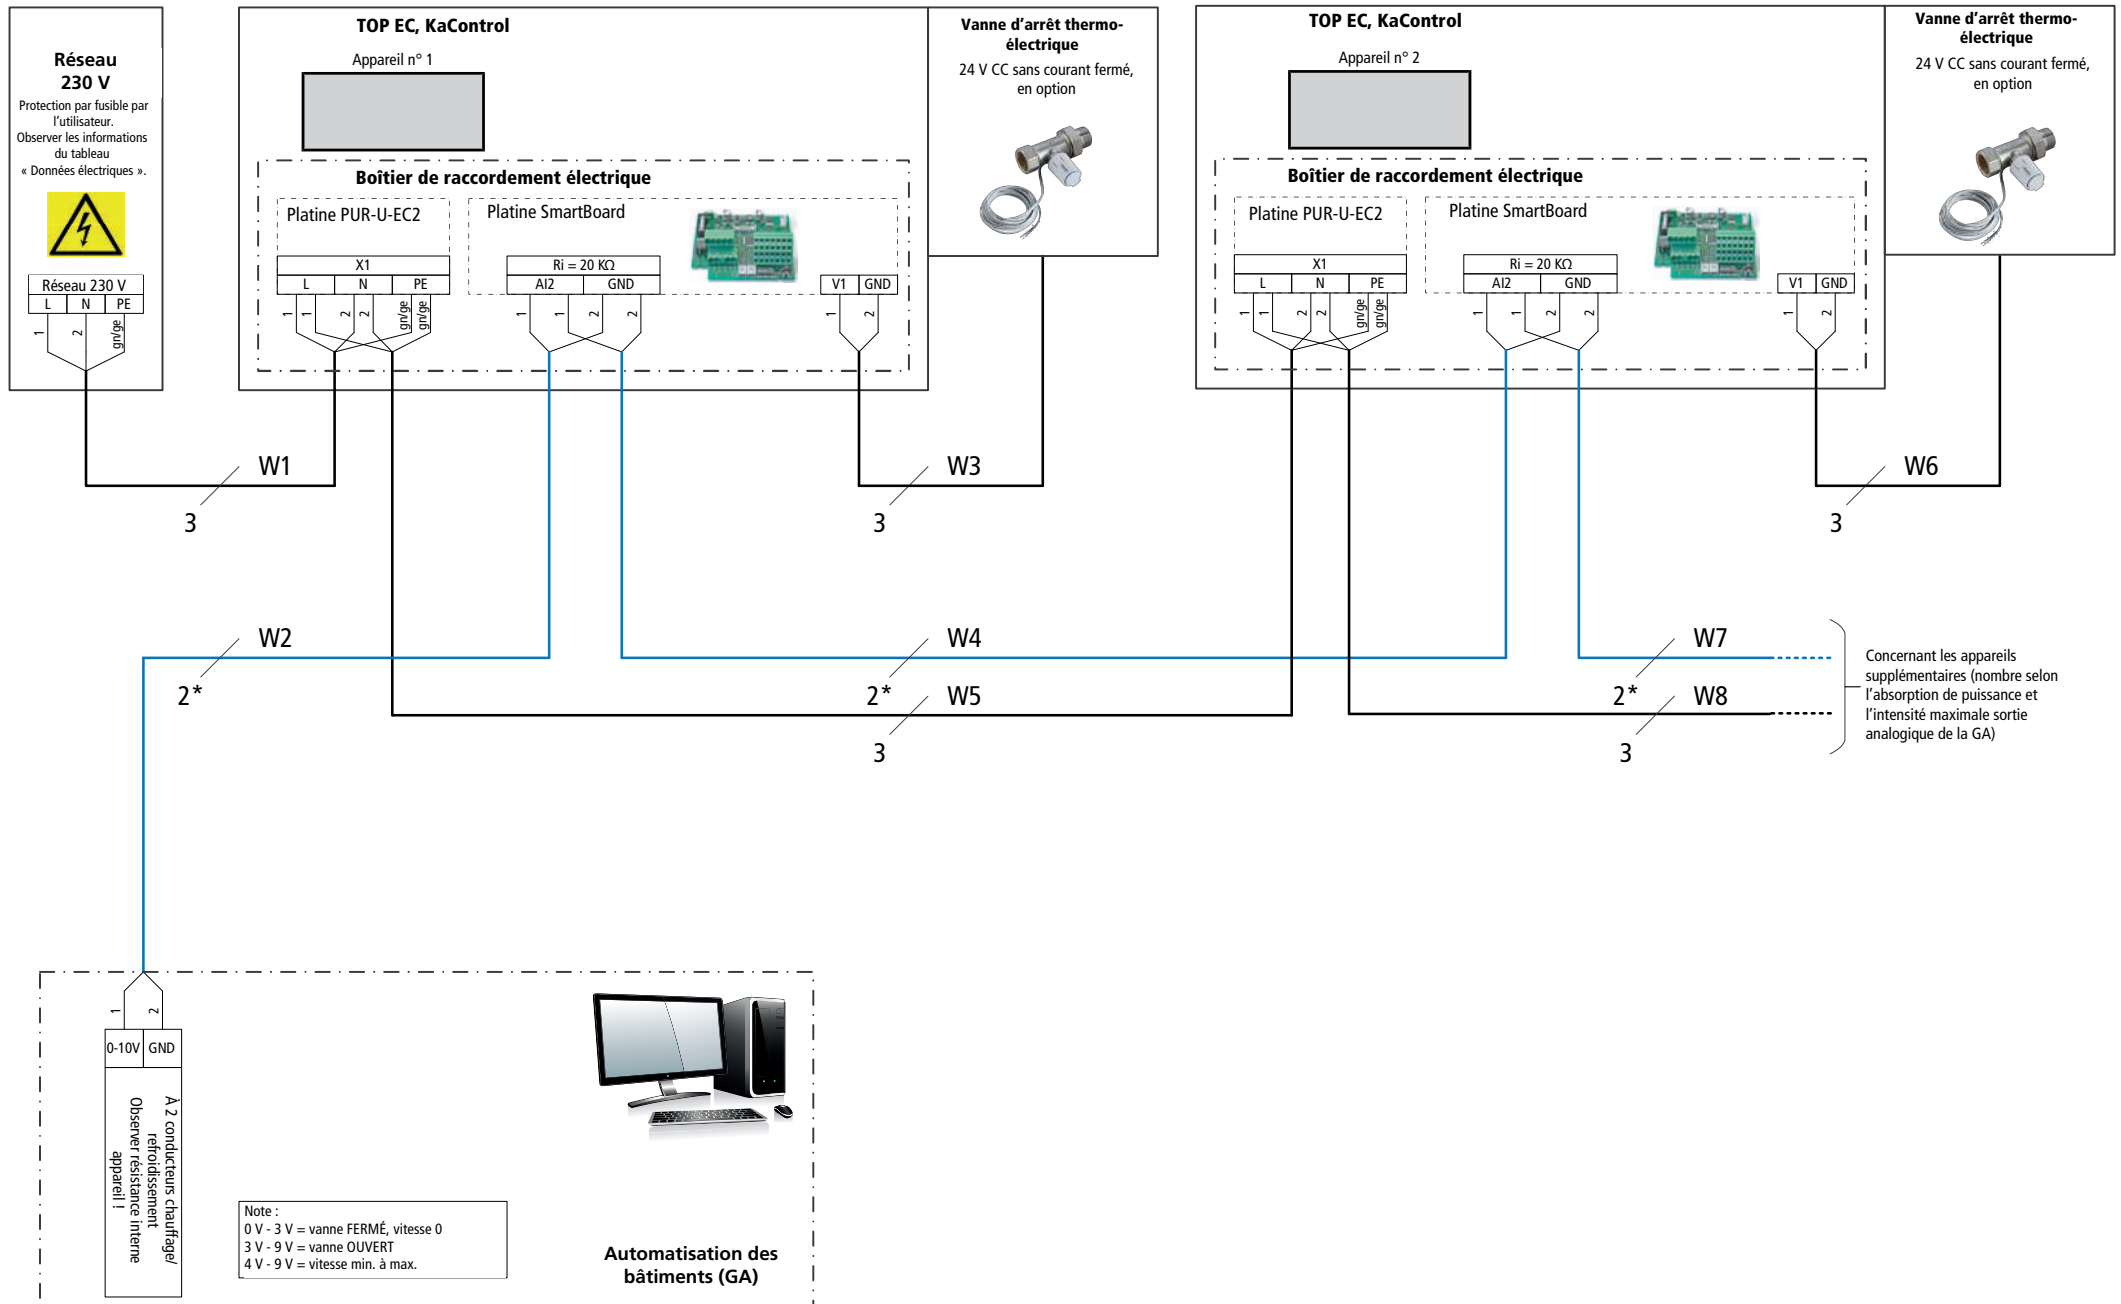 Réseau
230 V
Protection par fusible par
l’utilisateur.
Observer les informations
du tableau
« Données électriques ».
Réseau 230 V
L N PE
1 2 gn/ge
TOP EC, KaControl
Appareil n° 1
Boîtier de raccordement électrique
Platine PUR-U-EC2
Platine SmartBoard
X1
L N PE
1 1 2 2 gn/ge gn/ge
Ri = 20 KΩ
AI2 GND
1 1 2 2
V1 GND
1 2
Vanne d’arrêt thermo-
électrique
24 V CC sans courant fermé,
en option
TOP EC, KaControl
Appareil n° 2
Boîtier de raccordement électrique
Platine PUR-U-EC2
Platine SmartBoard
X1
L N PE
1 1 2 2 gn/ge gn/ge
Ri = 20 KΩ
AI2 GND
1 1 2 2
V1 GND
1 2
Vanne d’arrêt thermo-
électrique
24 V CC sans courant fermé,
en option
W1
3
W3
3
W6
3
W2
2*
W4
2*
W5
3
W7
2*
W8
3
Concernant les appareils
supplémentaires (nombre selon
l’absorption de puissance et
l’intensité maximale sortie
analogique de la GA)
1 2
0-10V GND
À 2 conducteurs chauffage/
refroidissement
Observer résistance interne
appareil !
Note :
0 V - 3 V = vanne FERMÉ, vitesse 0
3 V - 9 V = vanne OUVERT
4 V - 9 V = vitesse min. à max.
Automatisation des
bâtiments (GA)